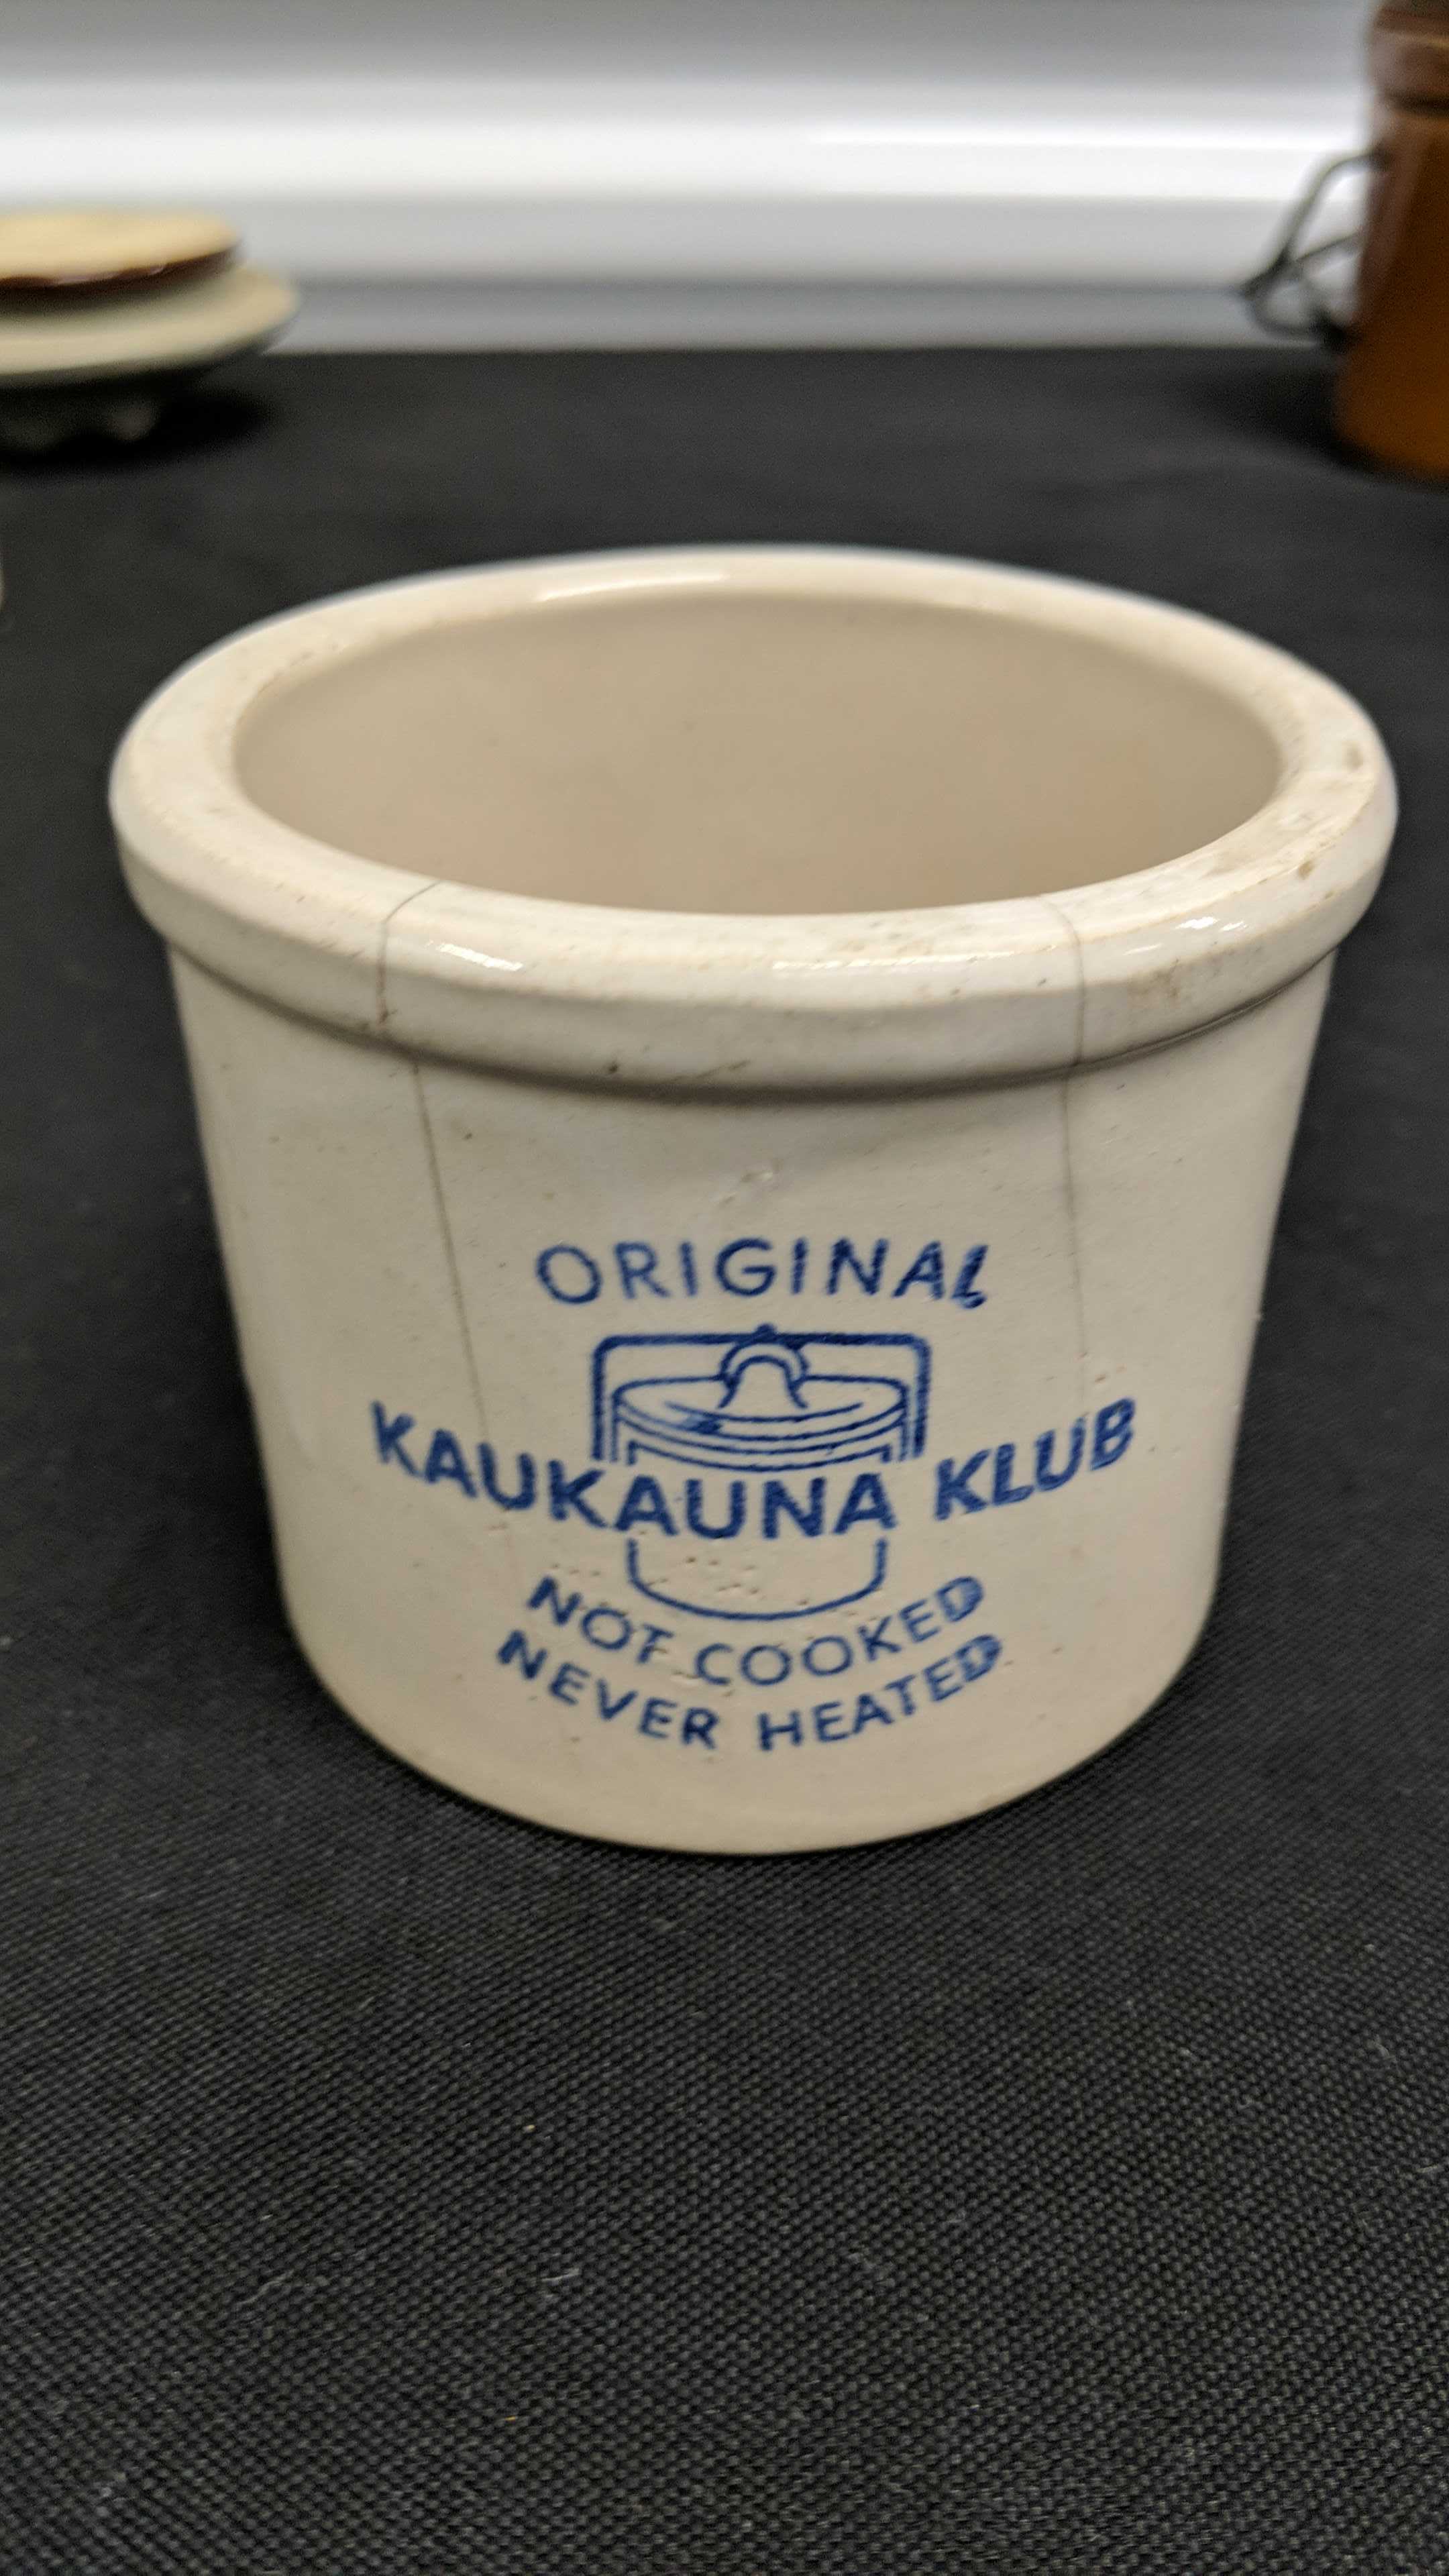 ORIGINAL
KAUKAUNA KLUB
NOT COOKED
NEVER HEATED